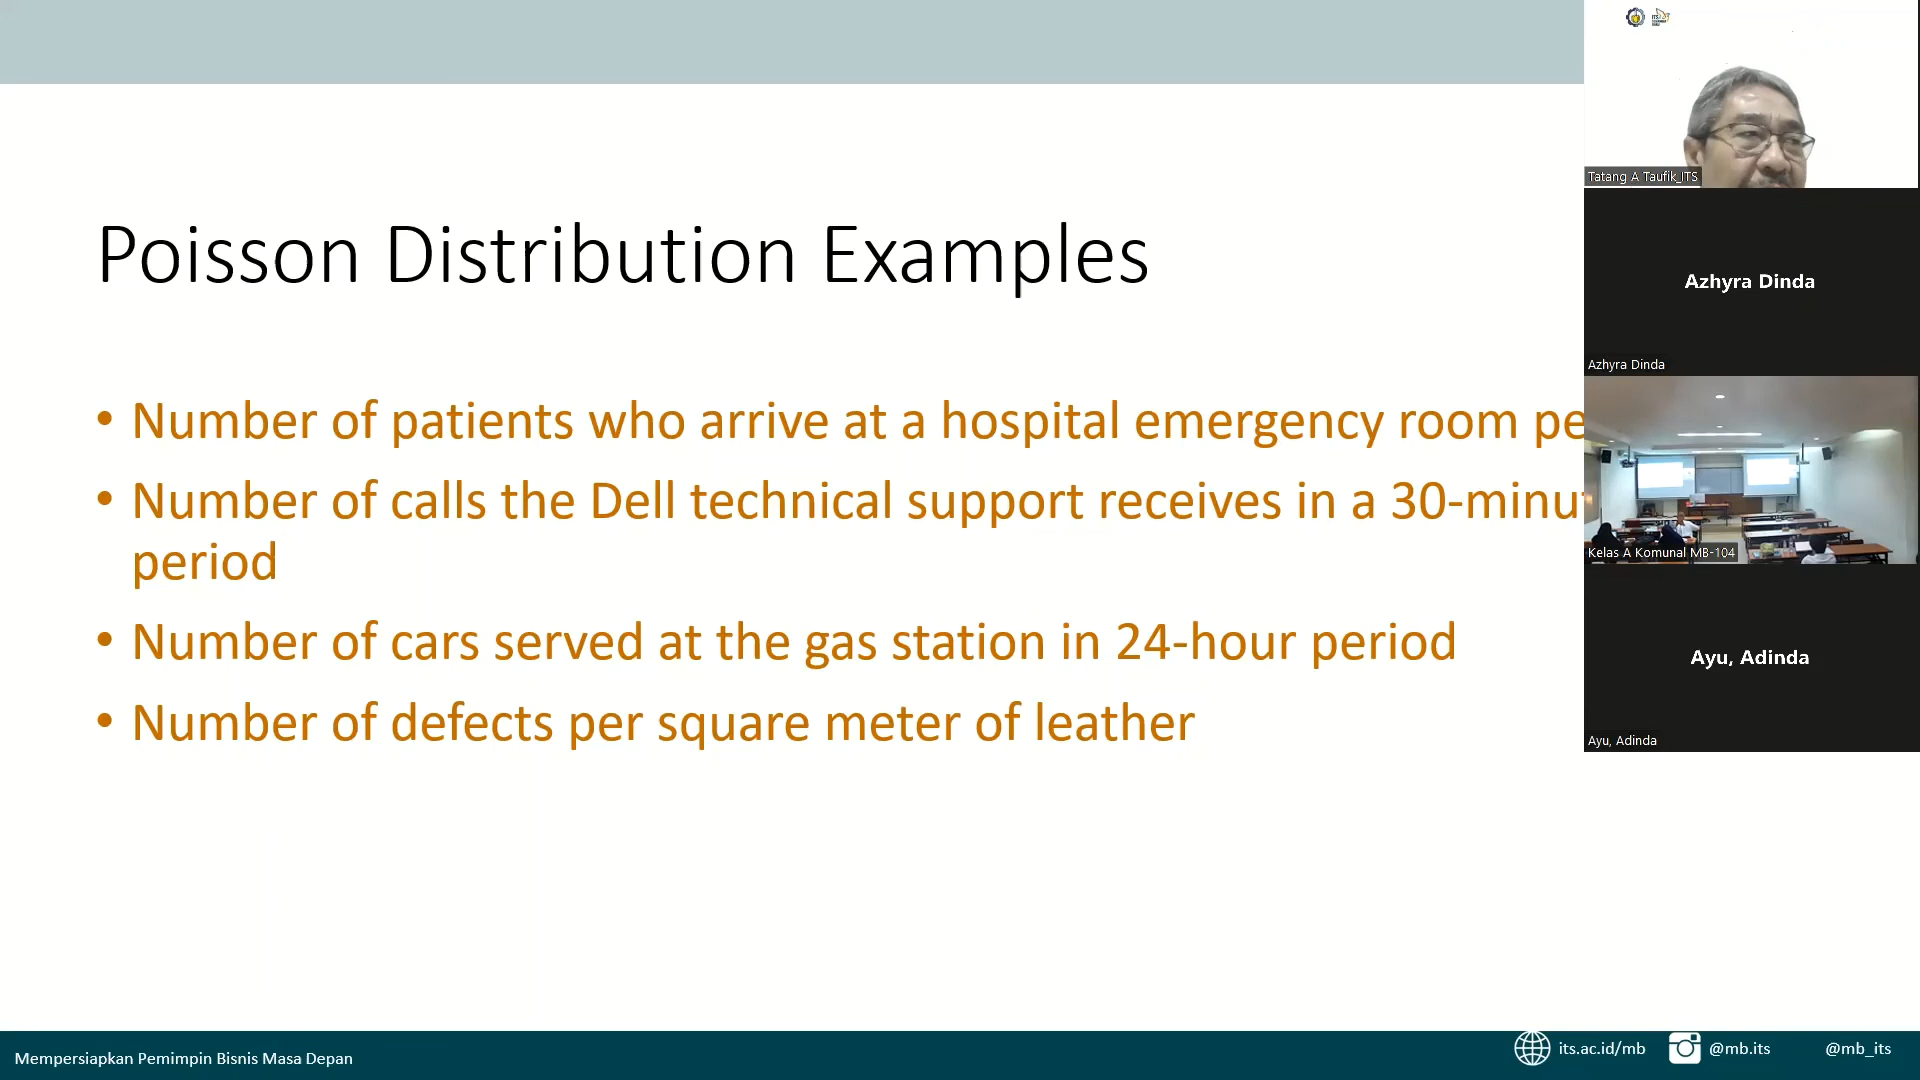 Poisson Distribution Examples
• Number of patients who arrive at a hospital emergency room
• Number of calls the Dell technical support receives in a
period
• Number of cars served at the gas station in 24-hour period
• Number of defects per square meter of leather
Tatang A Taufik_ITS
Azhyra Dinda
Azhyra Dinda
Kelas A Komunal MB-104
Ayu, Adinda
Ayu, Adinda
Mempersiapkan Pemimpin Bisnis Masa Depan
its.ac.id/mb
@mb.its
@mb_its